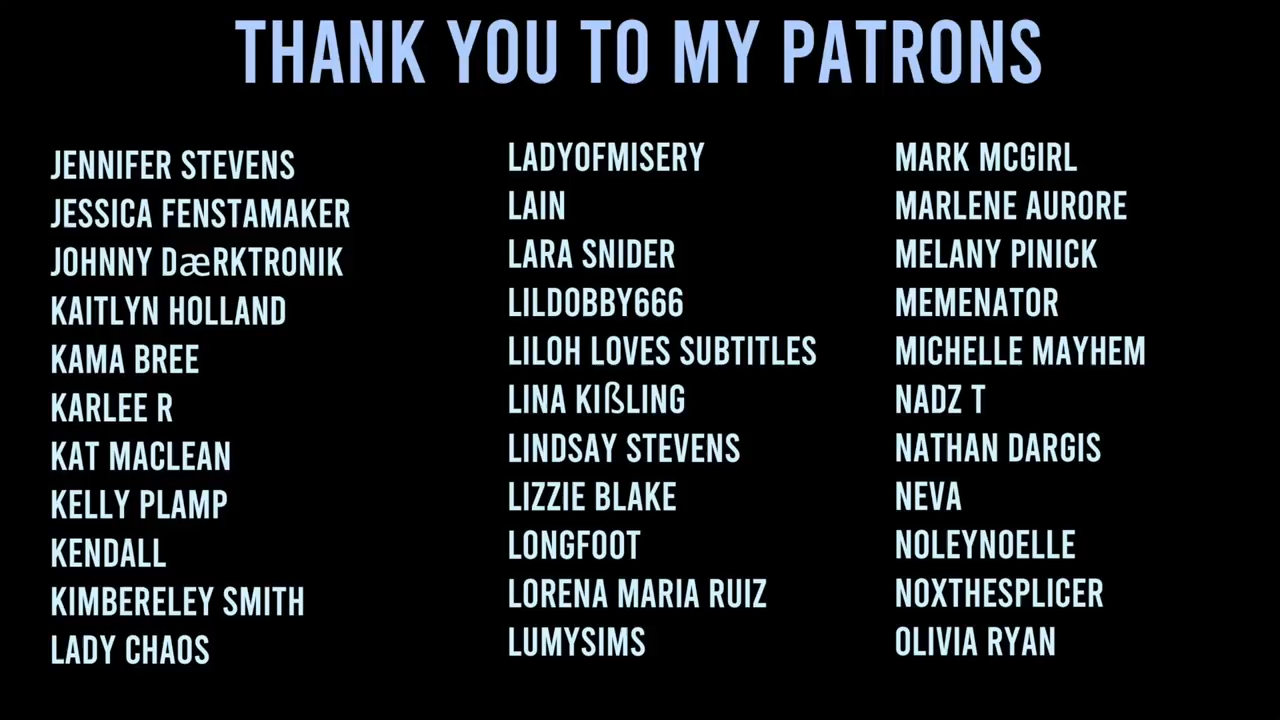 THANK YOU TO MY PATRONS
JENNIFER STEVENS
JESSICA FENSTAMAKER
JOHNNY DæRKTRONIK
KAITLYN HOLLAND
KAMA BREE
KARLEE R
KAT MACLEAN
KELLY PLAMP
KENDALL
KIMBERELEY SMITH
LADY CHAOS
LADYOFMISERY
LAIN
LARA SNIDER
LILDOBBY666
LILOH LOVES SUBTITLES
LINA KIßLING
LINDSAY STEVENS
LIZZIE BLAKE
LONGFOOT
LORENA MARIA RUIZ
LUMYSIMS
MARK MCGIRL
MARLENE AURORE
MELANY PINICK
MEMENATOR
MICHELLE MAYHEM
NADZ T
NATHAN DARGIS
NEVA
NOLEYNOELLE
NOXTHESPLICER
OLIVIA RYAN